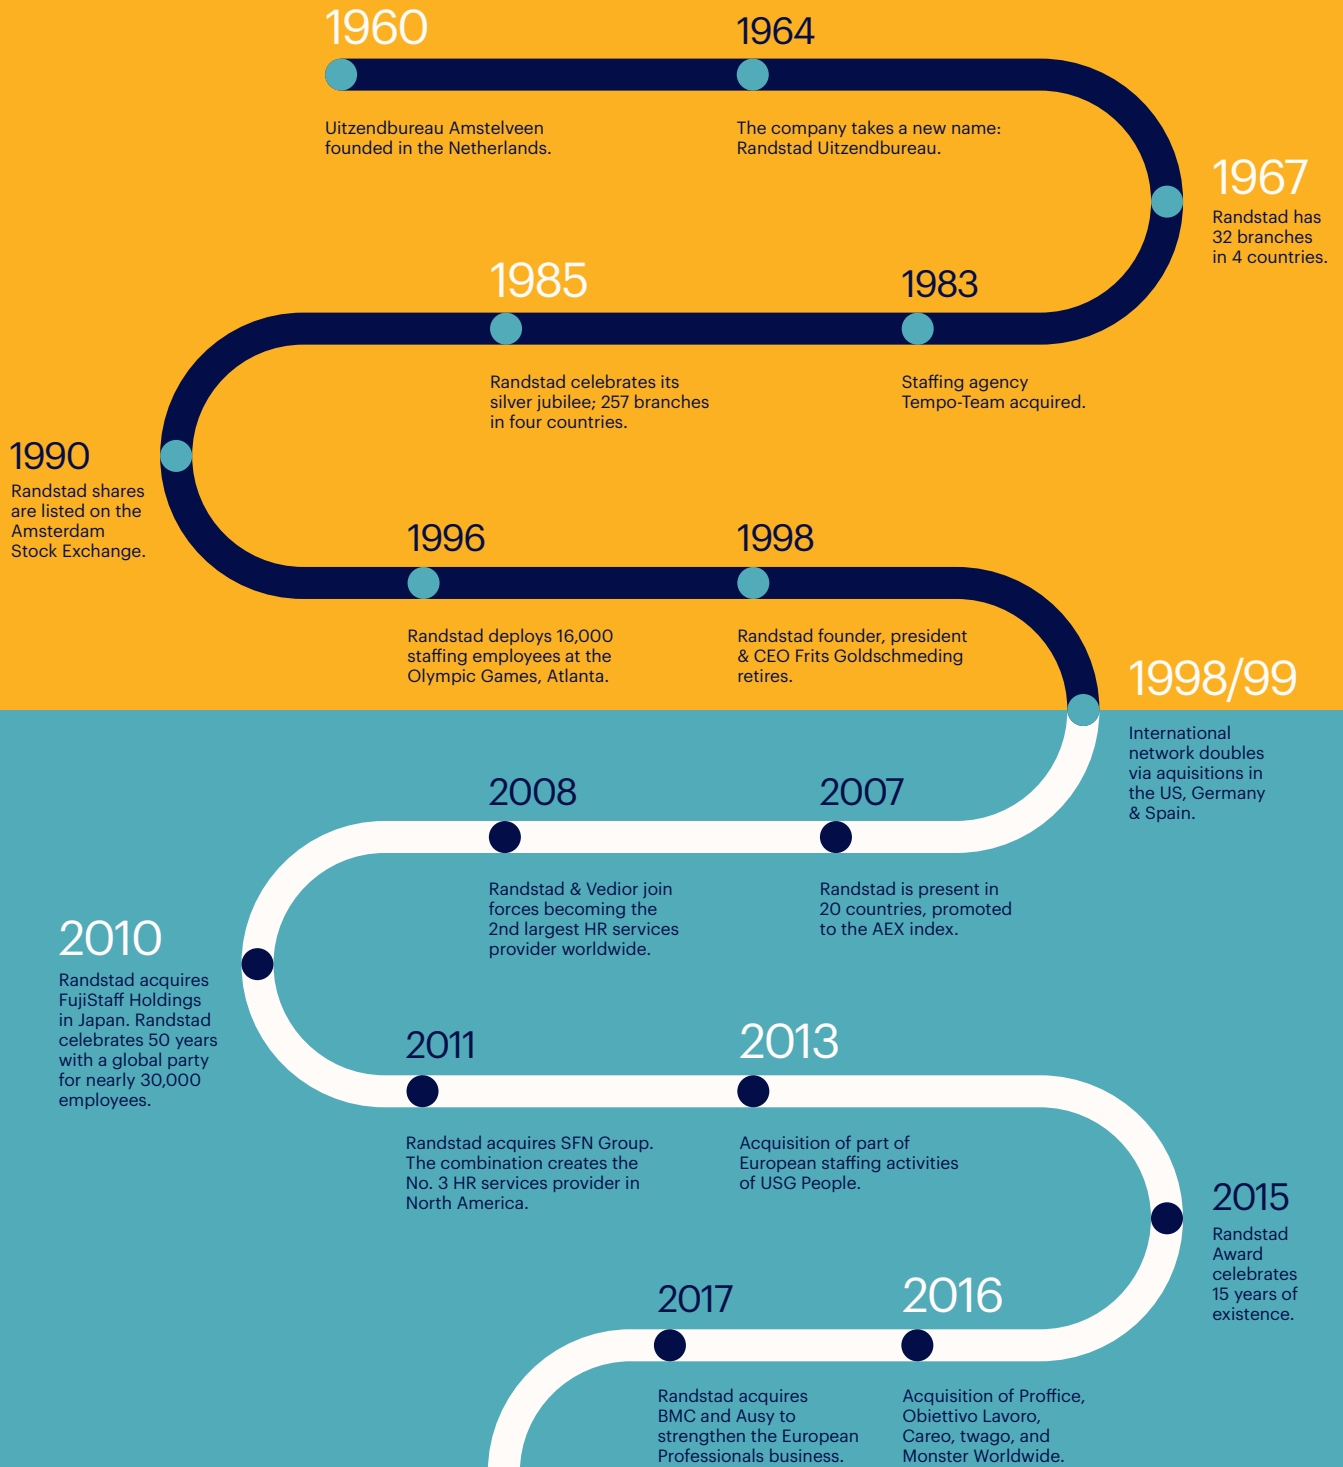 1960
Uitzendbureau Amstelveen
founded in the Netherlands.
1964
The company takes a new name:
Randstad Uitzendbureau.
1967
Randstad has
32 branches
in 4 countries.
1983
Staffing agency
Tempo-Team acquired.
1985
Randstad celebrates its
silver jubilee; 257 branches
in four countries.
1990
Randstad shares
are listed on the
Amsterdam
Stock Exchange.
1996
Randstad deploys 16,000
staffing employees at the
Olympic Games, Atlanta.
1998
Randstad founder, president
& CEO Frits Goldschmeding
retires.
1998/99
International
network doubles
via aquisitions in
the US, Germany
& Spain.
2007
Randstad is present in
20 countries, promoted
to the AEX index.
2008
Randstad & Vedior join
forces becoming the
2nd largest HR services
provider worldwide.
2010
Randstad acquires
FujiStaff Holdings
in Japan. Randstad
celebrates 50 years
with a global party
for nearly 30,000
employees.
2011
Randstad acquires SFN Group.
The combination creates the
No. 3 HR services provider in
North America.
2013
Acquisition of part of
European staffing activities
of USG People.
2015
Randstad
Award
celebrates
15 years of
existence.
2016
Acquisition of Proffice,
Obiettivo Lavoro,
Careo, twago, and
Monster Worldwide.
2017
Randstad acquires
BMC and Ausy to
strengthen the European
Professionals business.